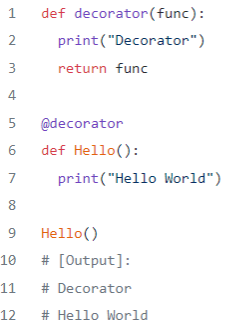 1 def decorator(func):
2   print("Decorator")
3   return func
4
5 @decorator
6 def Hello():
7   print("Hello World")
8
9 Hello()
10 # [Output]:
11 # Decorator
12 # Hello World